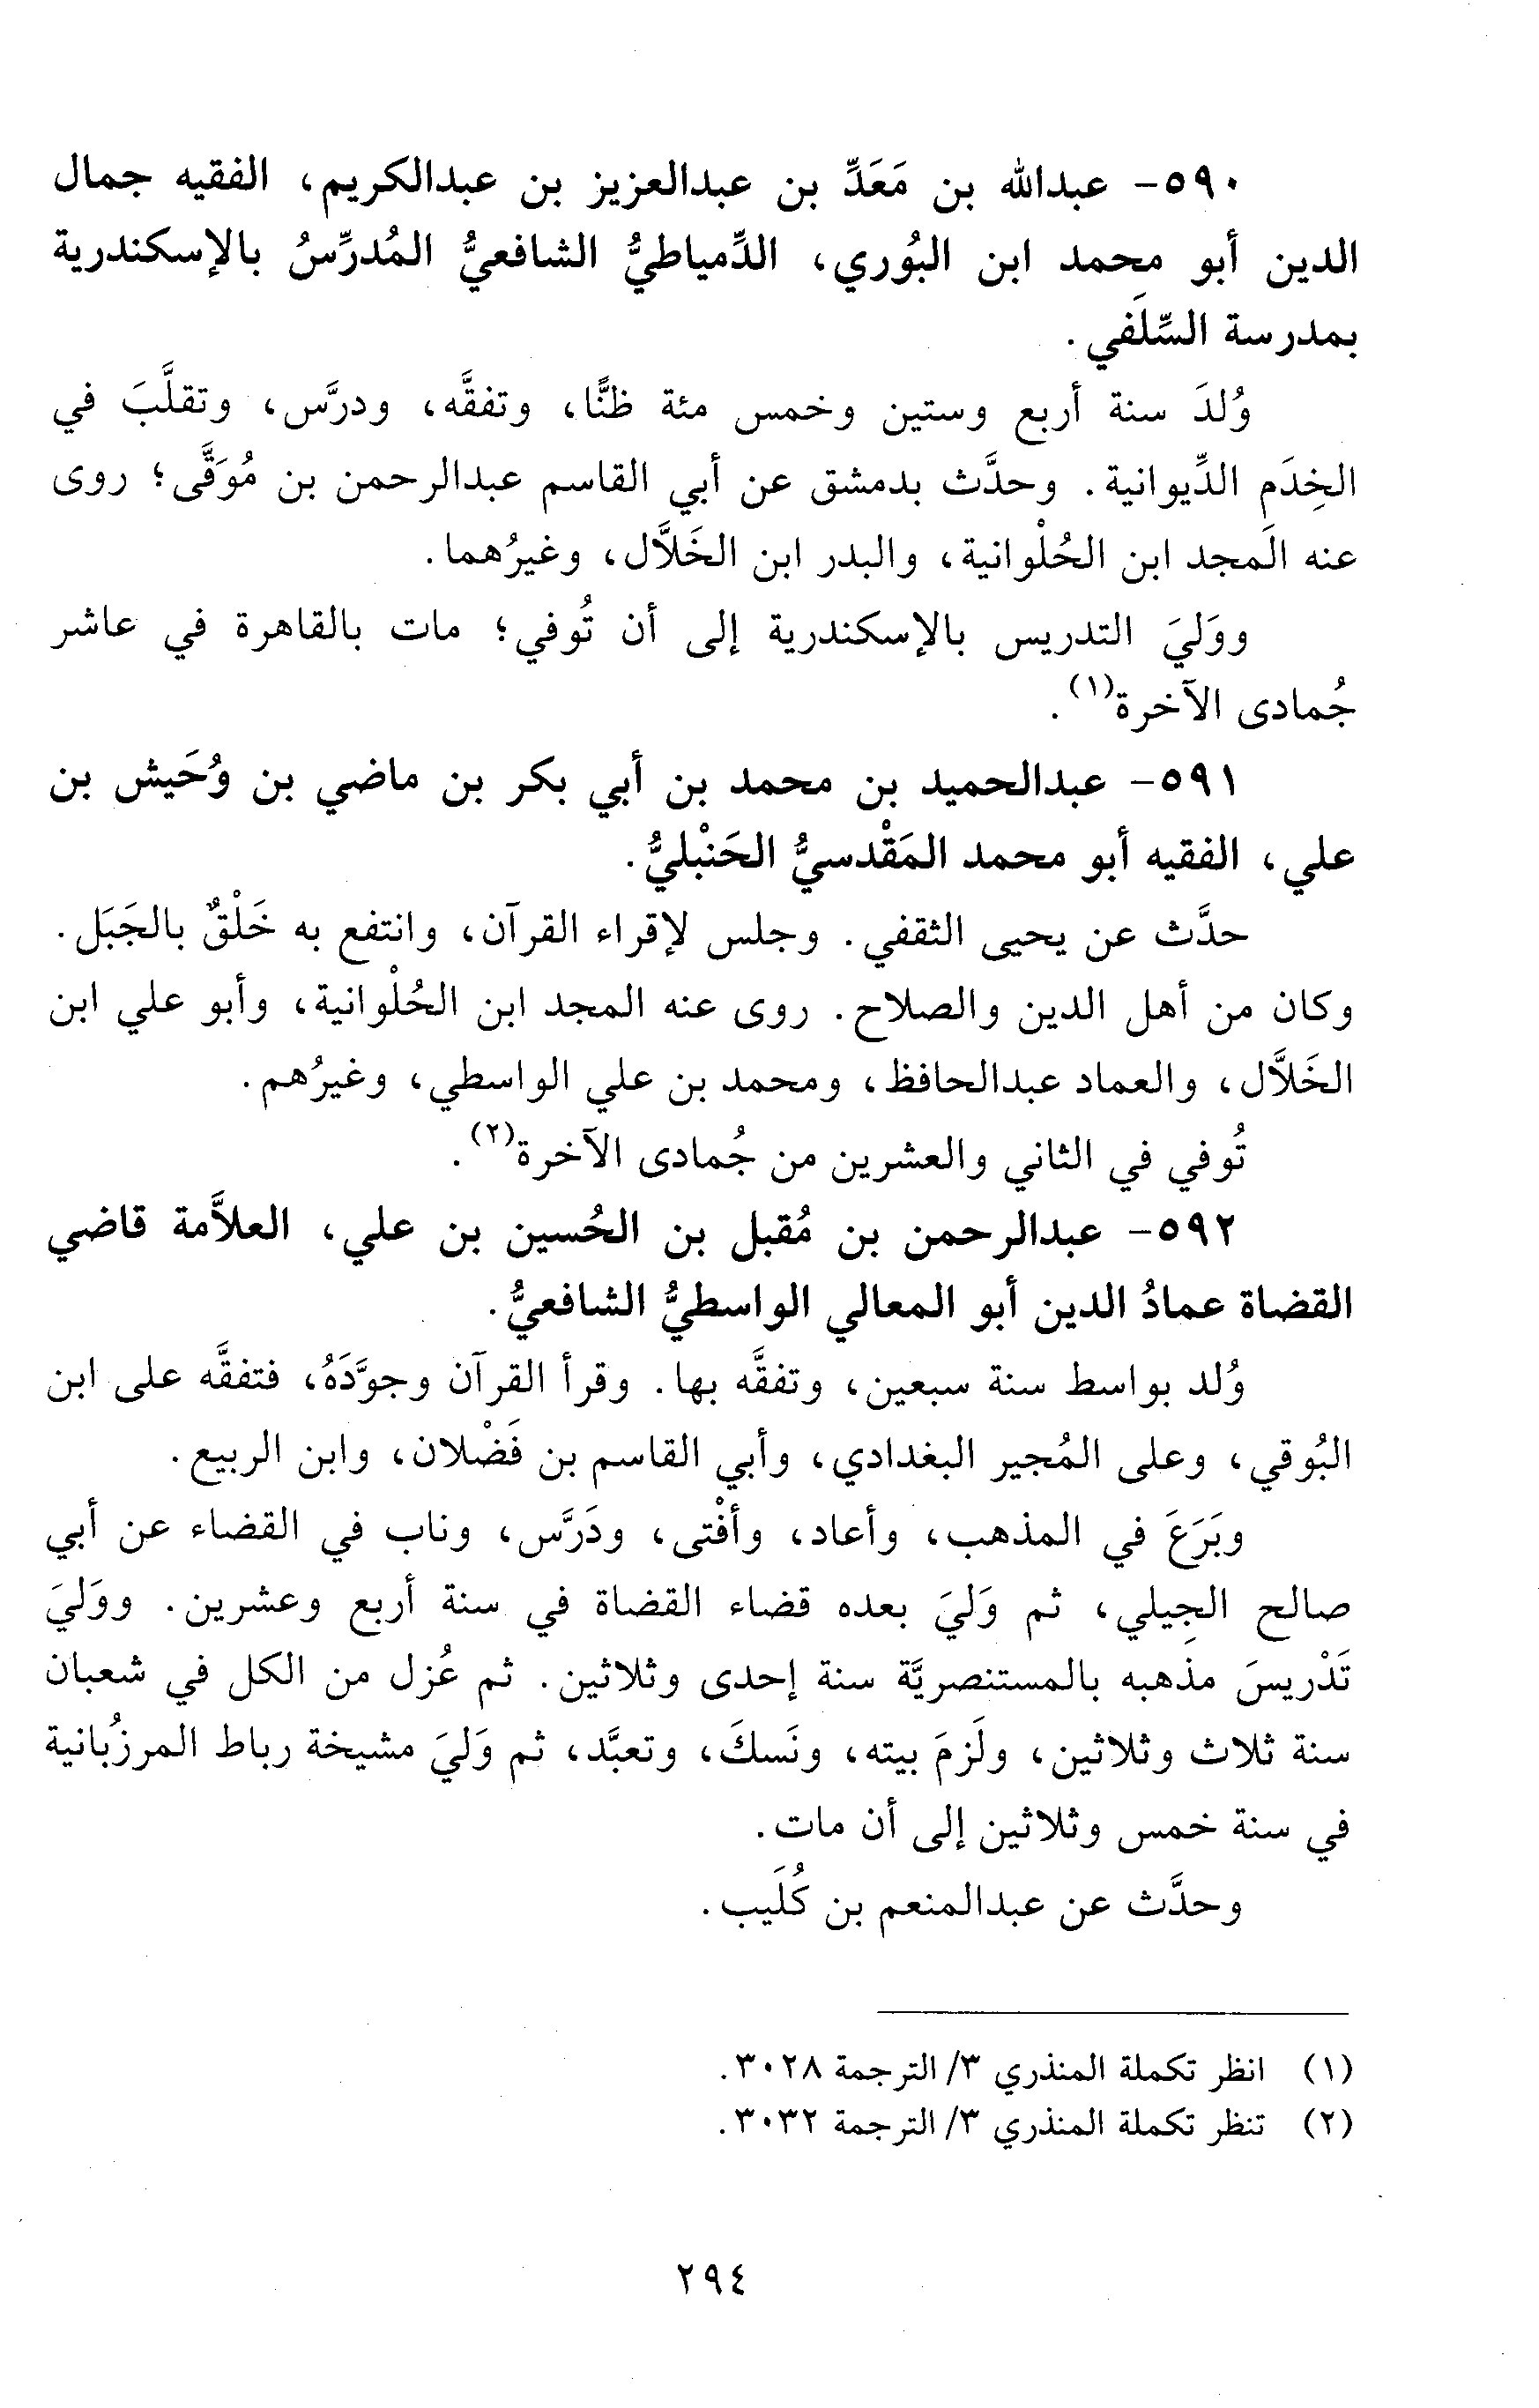 ٥٩٠- عبدالله بن مَعَدِّ بن عبدالعزيز بن عبدالكريم، الفقيه جمال
الدين أبو محمد ابن البُوري، الدِّمياطيُّ الشافعيُّ المُدرِّسُ بالإسكندرية
بمدرسة السِّلَفي.
وُلدَ سنة أربع وستين وخمس مئة ظنًّا، وتفقَّه، ودرَّس، وتقلَّبَ في
الخِدَم الدِّيوانية. وحدَّث بدمشق عن أبي القاسم عبدالرحمن بن مُوَقَّى؛ روى
عنه المجد ابن الحُلْوانية، والبدر ابن الخَلاَّل، وغيرُهما.
ووَليَ التدريس بالإسكندرية إلى أن تُوفي؛ مات بالقاهرة في عاشر
جُمادى الآخرة(١).
٥٩١- عبدالحميد بن محمد بن أبي بكر بن ماضي بن وُحَيش بن
علي، الفقيه أبو محمد المَقْدسيُّ الحَنْبليُّ.
حدَّث عن يحيى الثقفي. وجلس لإقراء القرآن، وانتفع به خَلْقٌ بالجَبَل.
وكان من أهل الدين والصلاح. روى عنه المجد ابن الحُلْوانية، وأبو علي ابن
الخَلاَّل، والعماد عبدالحافظ، ومحمد بن علي الواسطي، وغيرُهم.
تُوفي في الثاني والعشرين من جُمادى الآخرة(٢).
٥٩٢- عبدالرحمن بن مُقبل بن الحُسين بن علي، العلاَّمة قاضي
القضاة عمادُ الدين أبو المعالي الواسطيُّ الشافعيُّ.
وُلد بواسط سنة سبعين، وتفقَّه بها. وقرأ القرآن وجوَّدَهُ، فتفقَّه على ابن
البُوقي، وعلى المُجير البغدادي، وأبي القاسم بن فَضْلان، وابن الربيع.
وبَرَعَ في المذهب، وأعاد، وأفْتى، ودَرَّس، وناب في القضاء عن أبي
صالح الجِيلي، ثم وَليَ بعده قضاء القضاة في سنة أربع وعشرين. ووَليَ
تَدْريسَ مذهبه بالمستنصريَّة سنة إحدى وثلاثين. ثم عُزل من الكل في شعبان
سنة ثلاث وثلاثين، ولَزمَ بيته، ونَسكَ، وتعبَّد، ثم وَليَ مشيخة رباط المرزُبانية
في سنة خمس وثلاثين إلى أن مات.
وحدَّث عن عبدالمنعم بن كُلَيب.
(١) انظر تكملة المنذري ٣/ الترجمة ٣٠٢٨.
(٢) تنظر تكملة المنذري ٣/ الترجمة ٣٠٣٢.
٢٩٤